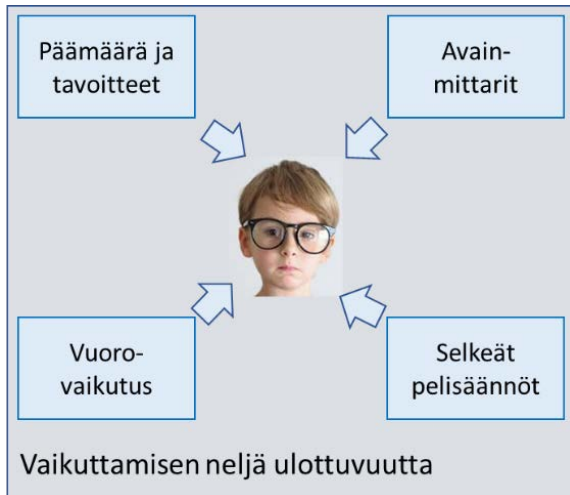 Päämäärä ja
tavoitteet
Avain-
mittarit
Vuoro-
vaikutus
Selkeät
pelisäännöt
Vaikuttamisen neljä ulottuvuutta